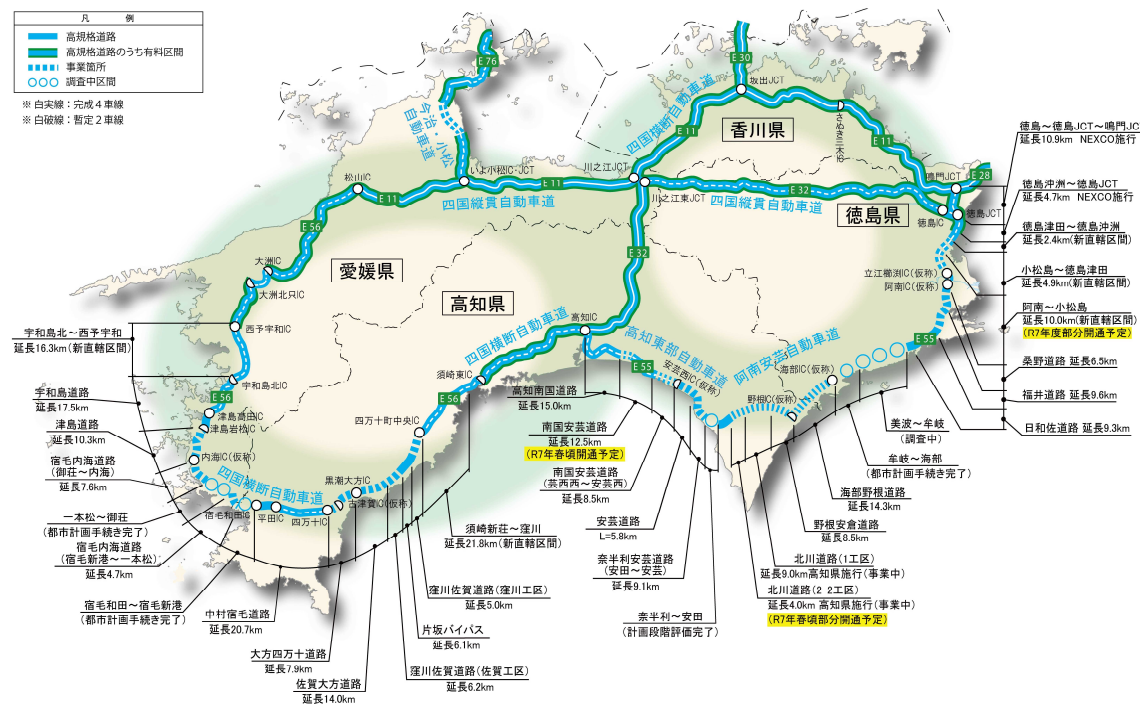 凡 例
高規格道路
高規格道路のうち有料区間
事業箇所
調査中区間
※ 白実線：完成４車線
※ 白破線：暫定２車線
E 76
E 30
坂出JCT
今治・小松
自動車道
四国横断自動車道
香川県
さぬき三木IC
E 11
E 11
徳島～徳島JCT～鳴門JC
延長10.9km NEXCO施行
いよ小松IC・JCT
川之江JCT
鳴門JCT
E 28
松山IC
E 11
E 11
川之江東JCT
E 32
徳島沖洲～徳島JCT
延長4.7km NEXCO施行
四国縦貫自動車道
四国縦貫自動車道
徳島県
徳島IC
徳島JCT
E 56
徳島津田～徳島沖洲
延長2.4km(新直轄区間)
E 32
大洲IC
大洲北只IC
愛媛県
立江櫛渕IC(仮称)
阿南IC(仮称)
小松島～徳島津田
延長4.9km(新直轄区間)
高知県
阿南～小松島
延長10.0km(新直轄区間)
(R7年度部分開通予定)
宇和島北～西予宇和
延長16.3km(新直轄区間)
西予宇和IC
高知IC
四国横断自動車道
高知東部自動車道
阿南安芸自動車道
E 55
桑野道路 延長6.5km
須崎東IC
E 55
安芸西IC(仮称)
海部IC(仮称)
宇和島北IC
宇和島道路
延長17.5km
E 56
E 56
高知南国道路
延長15.0km
野根IC(仮称)
福井道路 延長9.6km
津島高田IC
津島岩松IC
津島道路
延長10.3km
四万十町中央IC
南国安芸道路
延長12.5km
(R7年春頃開通予定)
美波～牟岐
(調査中)
日和佐道路 延長9.3km
内海IC(仮称)
宿毛内海道路
(御荘～内海)
延長7.6km
四国横断自動車道
黒潮大方IC
古津賀IC(仮称)
南国安芸道路
(芸西西～安芸西)
延長8.5km
牟岐～海部
(都市計画手続き完了)
宿毛和田IC
平田IC
四万十IC
海部野根道路
延長14.3km
一本松～御荘
(都市計画手続き完了)
須崎新荘～窪川
延長21.8km(新直轄区間)
安芸道路
L=5.8km
野根安倉道路
延長8.5km
宿毛内海道路
(宿毛新港～一本松)
延長4.7km
奈半利安芸道路
(安田～安芸)
延長9.1km
北川道路(1工区)
延長9.0km高知県施行(事業中)
窪川佐賀道路(窪川工区)
延長5.0km
北川道路(２ 2工区)
延長4.0km 高知県施行(事業中)
(R7年春頃部分開通予定)
宿毛和田～宿毛新港
(都市計画手続き完了)
中村宿毛道路
延長20.7km
奈半利～安田
(計画段階評価完了)
片坂バイパス
延長6.1km
大方四万十道路
延長7.9km
窪川佐賀道路(佐賀工区)
延長6.2km
佐賀大方道路
延長14.0km